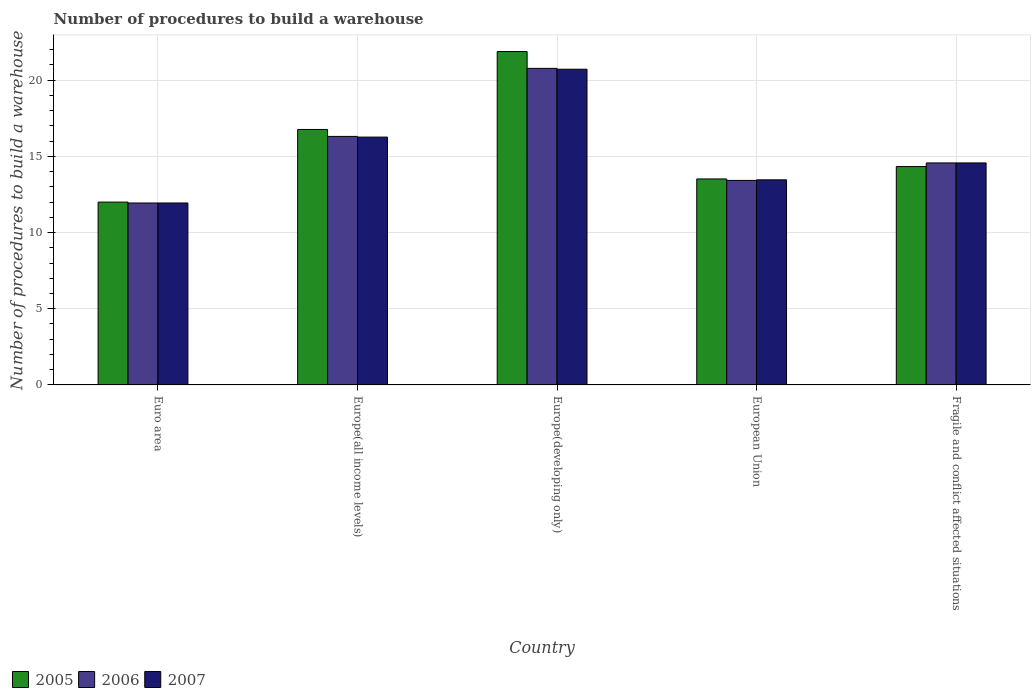 Number of procedures to build a warehouse
Number of procedures to build a warehouse
20
15
10
5
0
Euro area
Europe(all income levels)
Europe(developing only)
European Union
Fragile and conflict affected situations
Country
2005
2006
2007